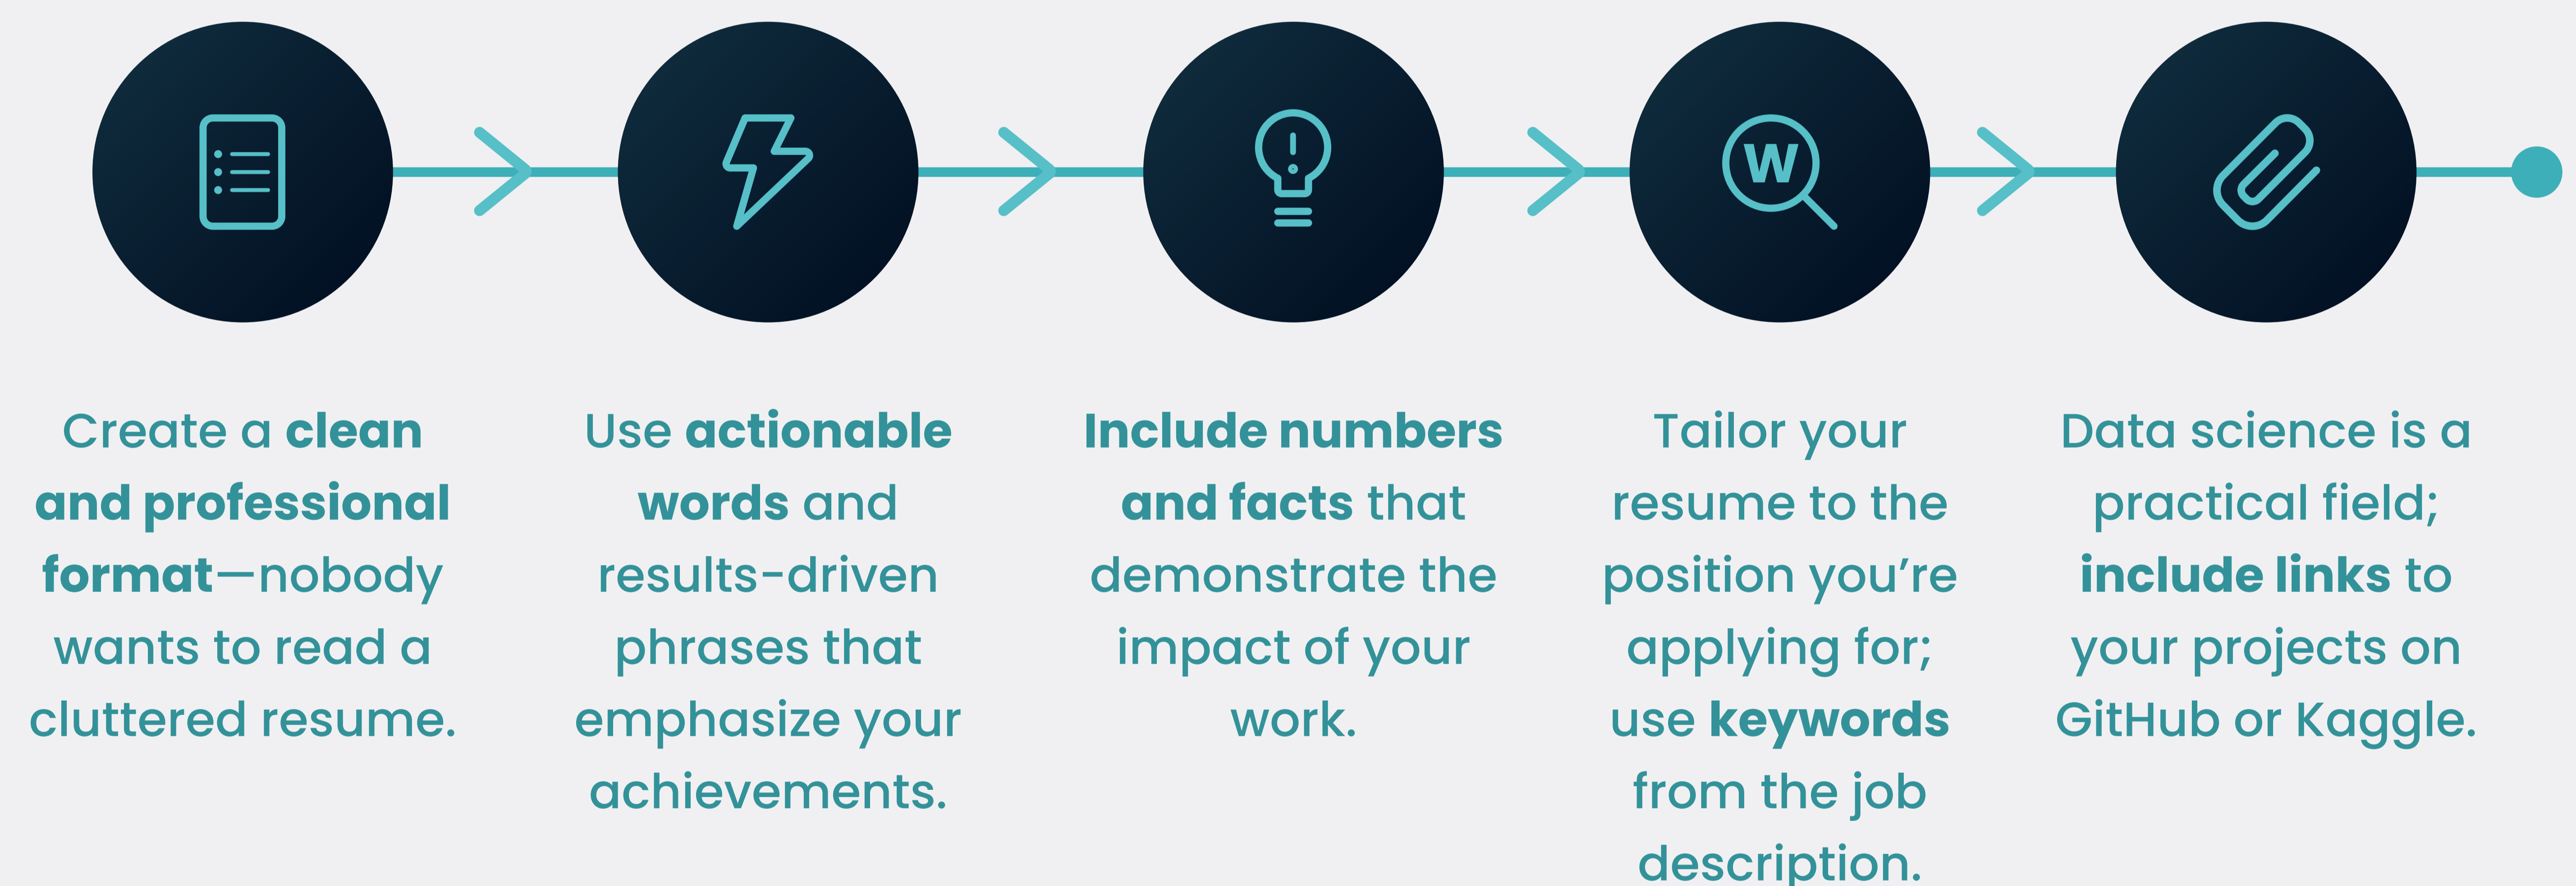 W
Create a clean
and professional
format—nobody
wants to read a
cluttered resume.
Use actionable
words and
results-driven
phrases that
emphasize your
achievements.
Include numbers
and facts that
demonstrate the
impact of your
work.
Tailor your
resume to the
position you’re
applying for;
use keywords
from the job
description.
Data science is a
practical field;
include links to
your projects on
GitHub or Kaggle.